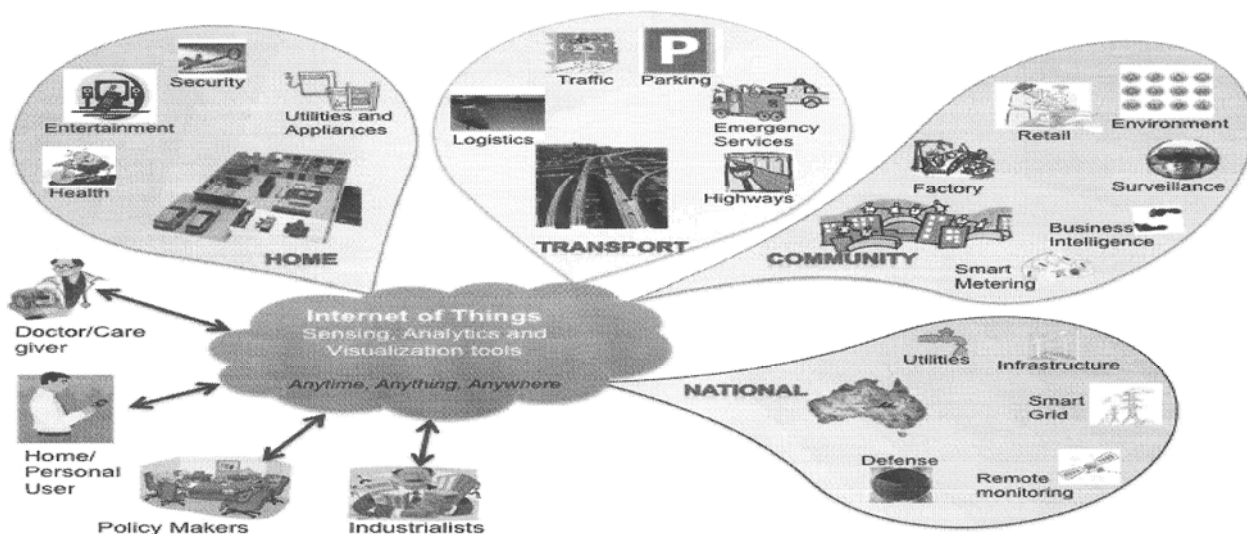 Security
Entertainment
Utilities and
Appliances
Health
HOME
Traffic
P
Parking
Logistics
Emergency
Services
Highways
TRANSPORT
Retail
Environment
Factory
Surveillance
Business
Intelligence
COMMUNITY
Smart
Metering
Internet of Things
Sensing, Analytics and
Visualization tools
Anytime, Anything, Anywhere
Doctor/Care
giver
Home/
Personal
User
Policy Makers
Industrialists
NATIONAL
Utilities
Infrastructure
Smart
Grid
Defense
Remote
monitoring